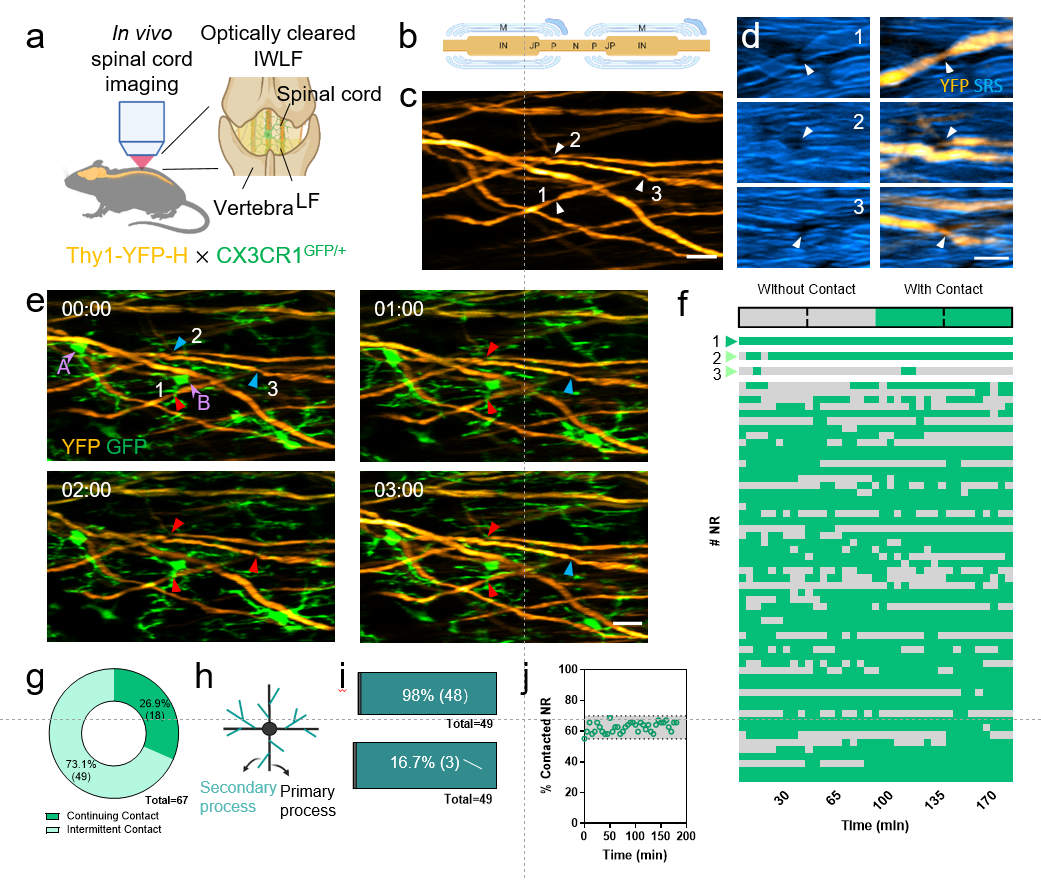 a
In vivo
spinal cord
imaging
Optically cleared
IWLF
Spinal cord
Vertebra
LF
Thy1-YFP-H × CX3CR1GFP/+
b
M
M
IN
JP
P
N
P
JP
IN
c
1
2
3
d
1
YFP SRS
2
3
e
00:00
2
A
1
B
3
YFP GFP
01:00
02:00
03:00
f
Without Contact
With Contact
1
2
3
# NR
30
65
100
135
170
Time (min)
g
26.9%
(18)
73.1%
(49)
Total=67
Continuing Contact
Intermittent Contact
h
Secondary
process
Primary
process
i
98% (48)
Total=49
16.7% (3)
Total=49
j
% Contacted NR
100
80
60
40
20
0
0
50
100
150
200
Time (min)